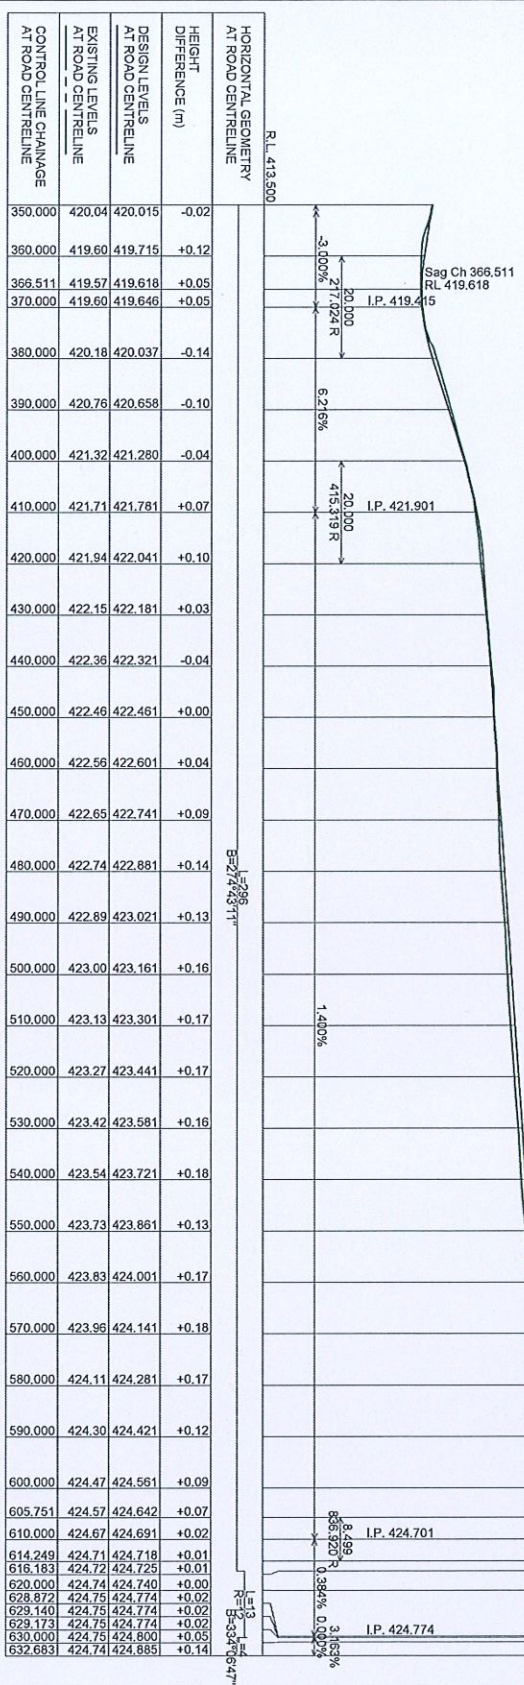 R.L. 413.500
HORIZONTAL GEOMETRY
AT ROAD CENTRELINE
HEIGHT
DIFFERENCE (m)
DESIGN LEVELS
AT ROAD CENTRELINE
EXISTING LEVELS
AT ROAD CENTRELINE
CONTROL LINE CHAINAGE
AT ROAD CENTRELINE
350.000 420.04 420.015 -0.02
360.000 419.60 419.715 +0.12
366.511 419.57 419.618 +0.05
370.000 419.60 419.646 +0.05
380.000 420.18 420.037 -0.14
390.000 420.76 420.658 -0.10
400.000 421.32 421.280 -0.04
410.000 421.71 421.781 +0.07
420.000 421.94 422.041 +0.10
430.000 422.15 422.181 +0.03
440.000 422.36 422.321 -0.04
450.000 422.46 422.461 +0.00
460.000 422.56 422.601 +0.04
470.000 422.65 422.741 +0.09
480.000 422.74 422.881 +0.14
490.000 422.89 423.021 +0.13
500.000 423.00 423.161 +0.16
510.000 423.13 423.301 +0.17
520.000 423.27 423.441 +0.17
530.000 423.42 423.581 +0.16
540.000 423.54 423.721 +0.18
550.000 423.73 423.861 +0.13
560.000 423.83 424.001 +0.17
570.000 423.96 424.141 +0.18
580.000 424.11 424.281 +0.17
590.000 424.30 424.421 +0.12
600.000 424.47 424.561 +0.09
605.751 424.57 424.642 +0.07
610.000 424.67 424.691 +0.02
614.249 424.71 424.718 +0.01
616.183 424.72 424.725 +0.01
620.000 424.74 424.740 +0.00
628.872 424.75 424.774 +0.02
629.140 424.75 424.774 +0.02
629.173 424.75 424.774 +0.02
630.000 424.75 424.800 +0.05
632.683 424.74 424.885 +0.14
L=296
B=274°43'11"
L=13
R=12
L=4
B=334°06'47"
-3.000%
20.000
217.024 R
Sag Ch 366.511
RL 419.618
I.P. 419.415
6.216%
20.000
415.319 R
I.P. 421.901
1.400%
8.499
836.920 R
I.P. 424.701
0.384%
0.000%
3.163%
I.P. 424.774